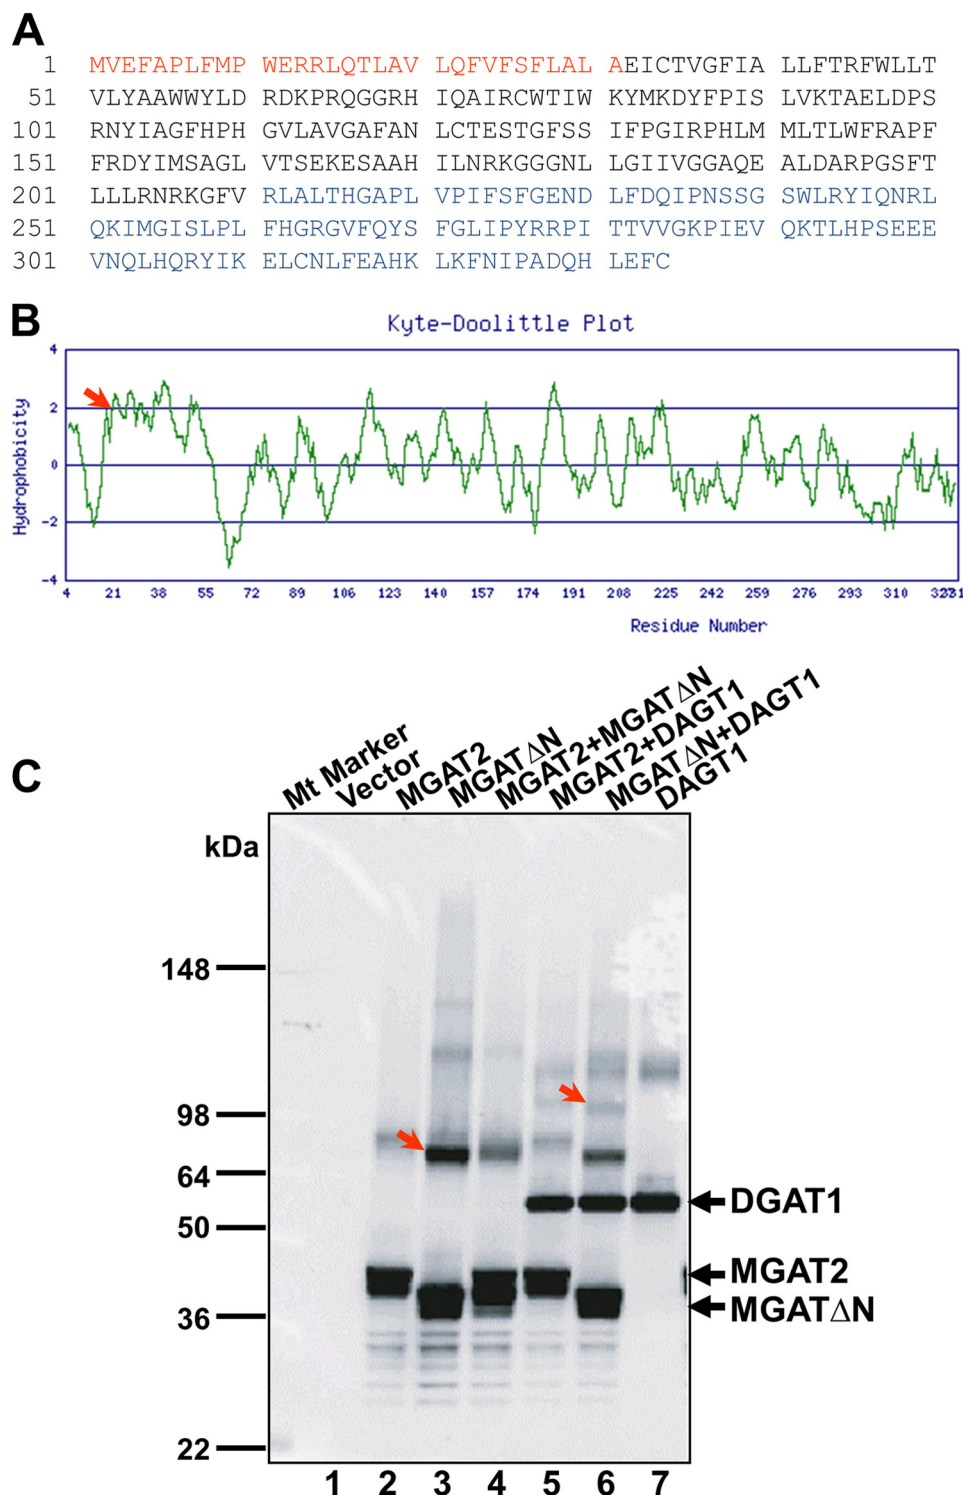 A
1 MVEFAPLFMP WERRLQTLAV LQFVFSFLAL AEICTVGFIA LLFTRFWLLT
51 VLYAAWWYLD RDKPRQGGRH IQAIRCWTIW KYMKDYFPIS LVKTAELDPS
101 RNYIAGFHPH GVLAVGAFAN LCTESTGFSS IFPGIRPHLM MLTLWFRAPF
151 FRDYIMSAGL VTSEKESAAH ILNRKGGGNL LGIIVGGAQE ALDARPGSFT
201 LLLRNRKGFV RLALTHGAPL VPIFSFGEND LFDQIPNSSG SWLRYIQNRL
251 QKIMGISLPL FHGRGVFQYS FGLIPYRRPI TTVVGKPIEV QKTLHPSEEE
301 VNQLHQRYIK ELCNLFEAHK LKFNIPADQH LEFC
B
Kyte-Doolittle Plot
4
2
0
-2
-4
Hydrophobicity
4 21 38 55 72 89 106 123 140 157 174 191 208 225 242 259 276 293 310
Residue Number
C
Mt Marker
Vector
MGAT2
MGAT∆N
MGAT2+MGAT∆N
MGAT2+DAGT1
MGAT∆N+DAGT1
DAGT1
kDa
148
98
64
50
36
22
DGAT1
MGAT2
MGAT∆N
1 2 3 4 5 6 7